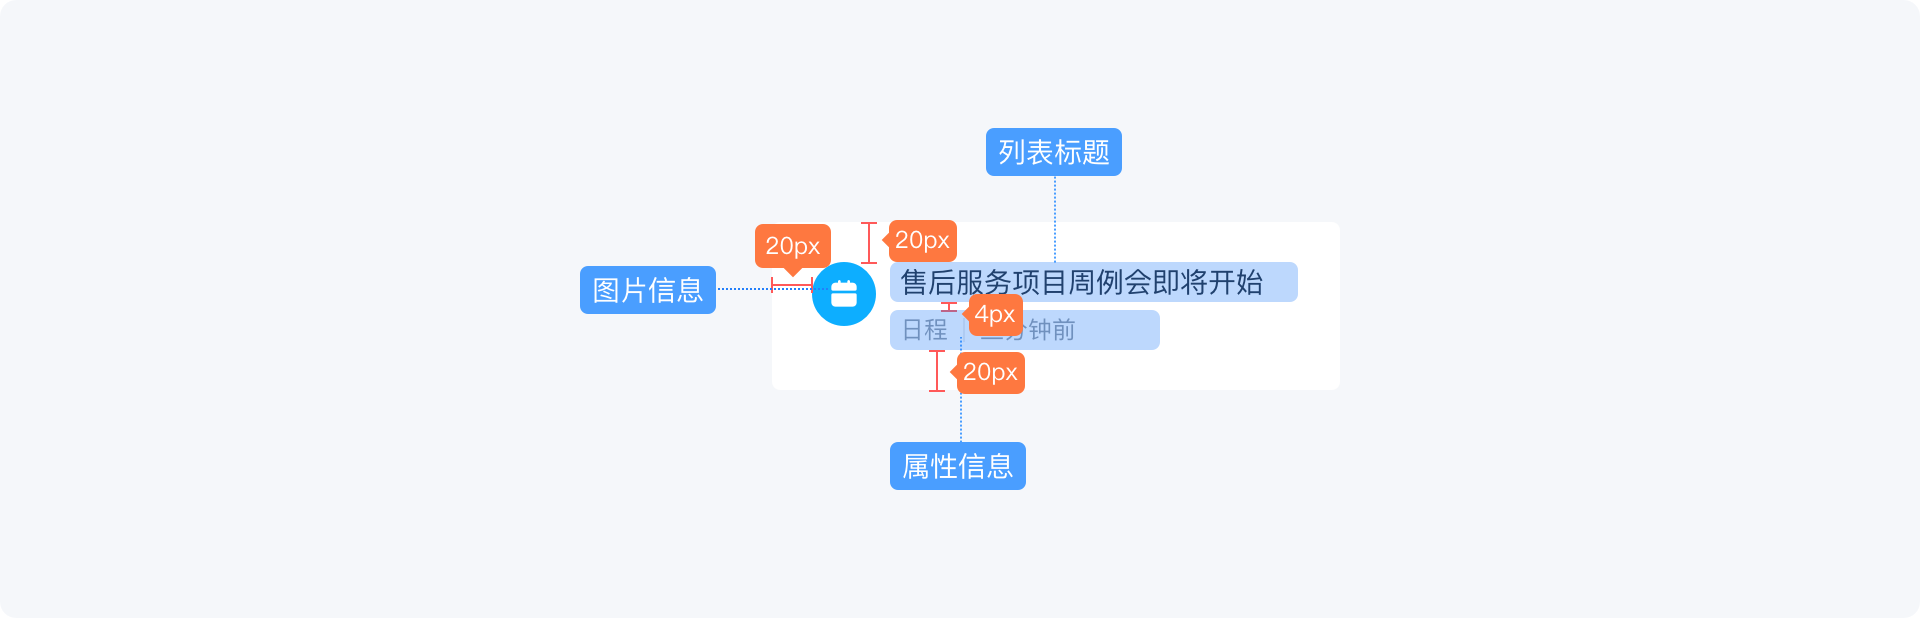 列表标题
20px
20px
图片信息
售后服务项目周例会即将开始
4px
日程
分钟前
20px
属性信息